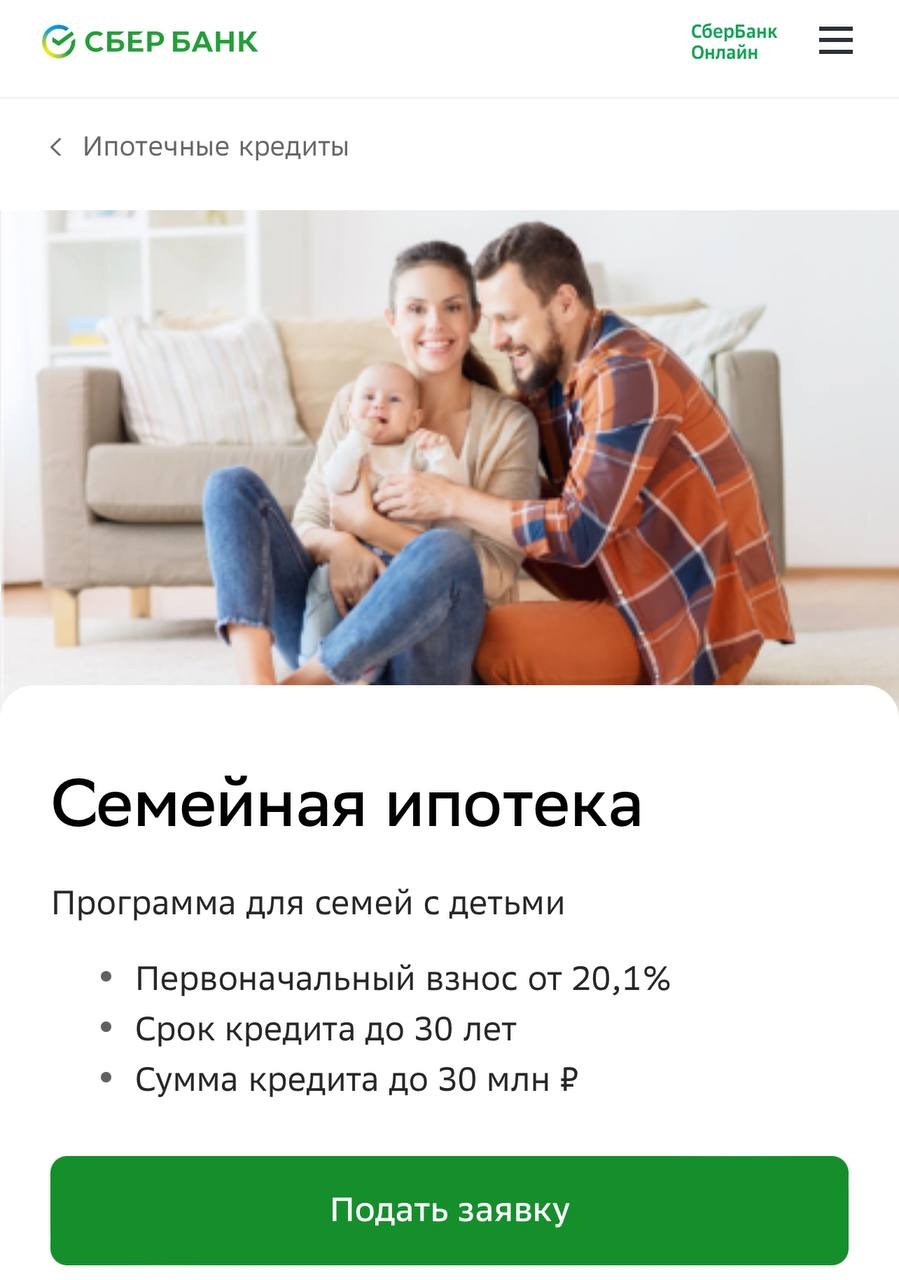 СБЕР БАНК
СберБанк
Онлайн
Ипотечные кредиты
Семейная ипотека
Программа для семей с детьми
• Первоначальный взнос от 20,1%
• Срок кредита до 30 лет
• Сумма кредита до 30 млн ₽
Подать заявку